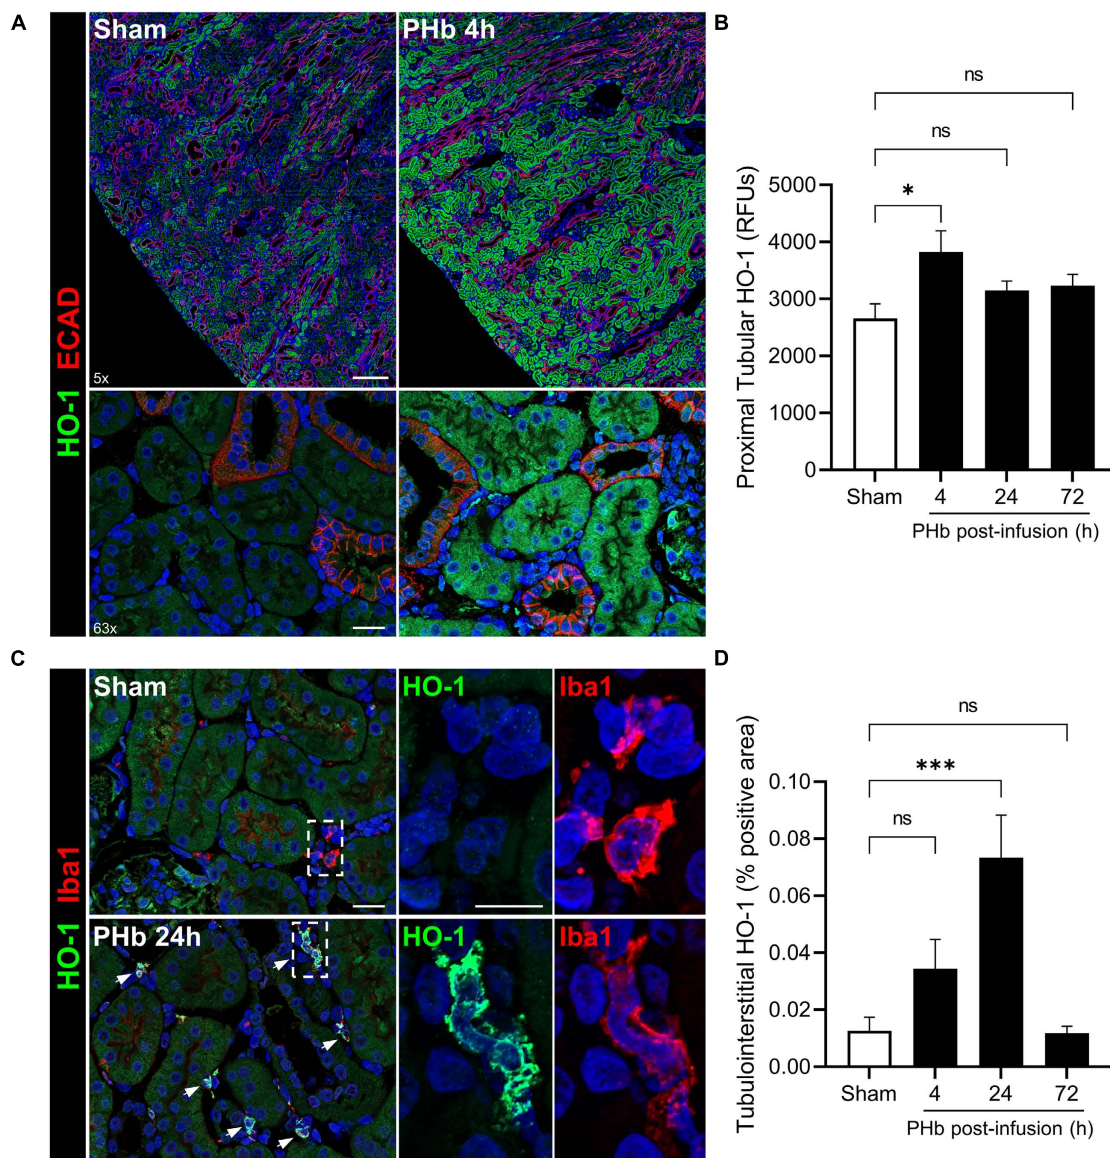 A
HO-1 ECAD
Sham
PHb 4h
5x
63x
B
ns
ns
*
Proximal Tubular HO-1 (RFUs)
5000
4000
3000
2000
1000
0
Sham 4 24 72
PHb post-infusion (h)
C
HO-1 Iba1
Sham
HO-1
Iba1
PHb 24h
HO-1
Iba1
D
ns
***
ns
Tubulointerstitial HO-1 (% positive area)
0.10
0.08
0.06
0.04
0.02
0.00
Sham 4 24 72
PHb post-infusion (h)